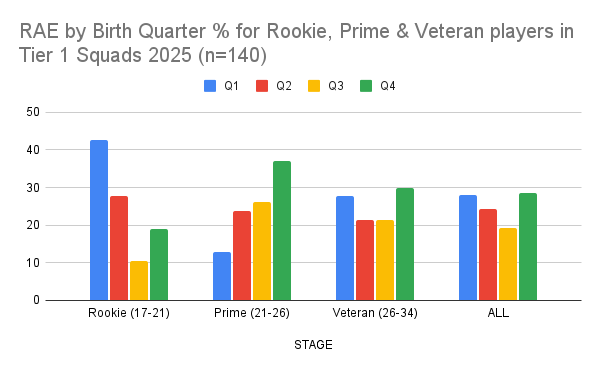 RAE by Birth Quarter % for Rookie, Prime & Veteran players in
Tier 1 Squads 2025 (n=140)
Q1 Q2 Q3 Q4
50
40
30
20
10
0
Rookie (17-21) Prime (21-26) Veteran (26-34) ALL
STAGE